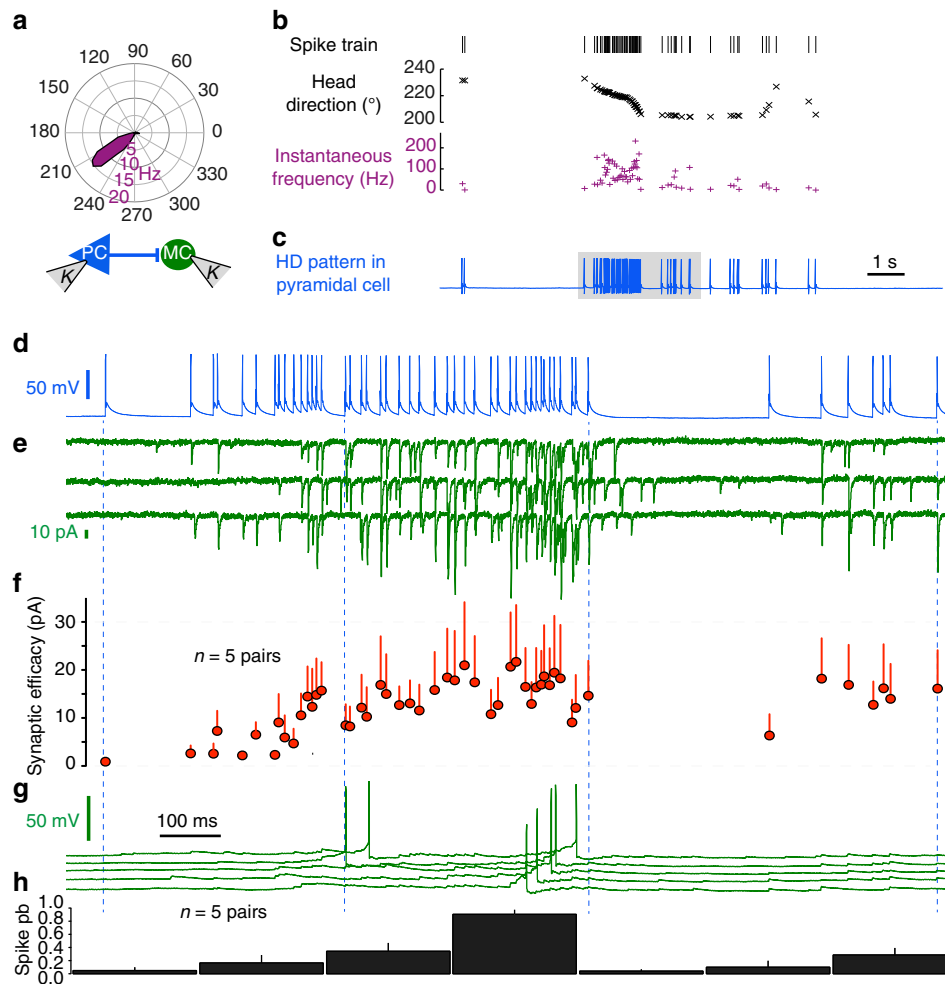 a
90
120
60
150
30
180
0
210
330
240
300
270
5
10
Hz
15
20
PC
MC
K
K
b
Spike train
Head
direction (°)
240
220
200
Instantaneous
frequency (Hz)
200
100
0
c
HD pattern in
pyramidal cell
1 s
d
50 mV
e
10 pA
f
Synaptic efficacy (pA)
30
20
10
0
n = 5 pairs
g
50 mV
100 ms
h
Spike pb
1.0
0.8
0.6
0.4
0.2
0.0
n = 5 pairs